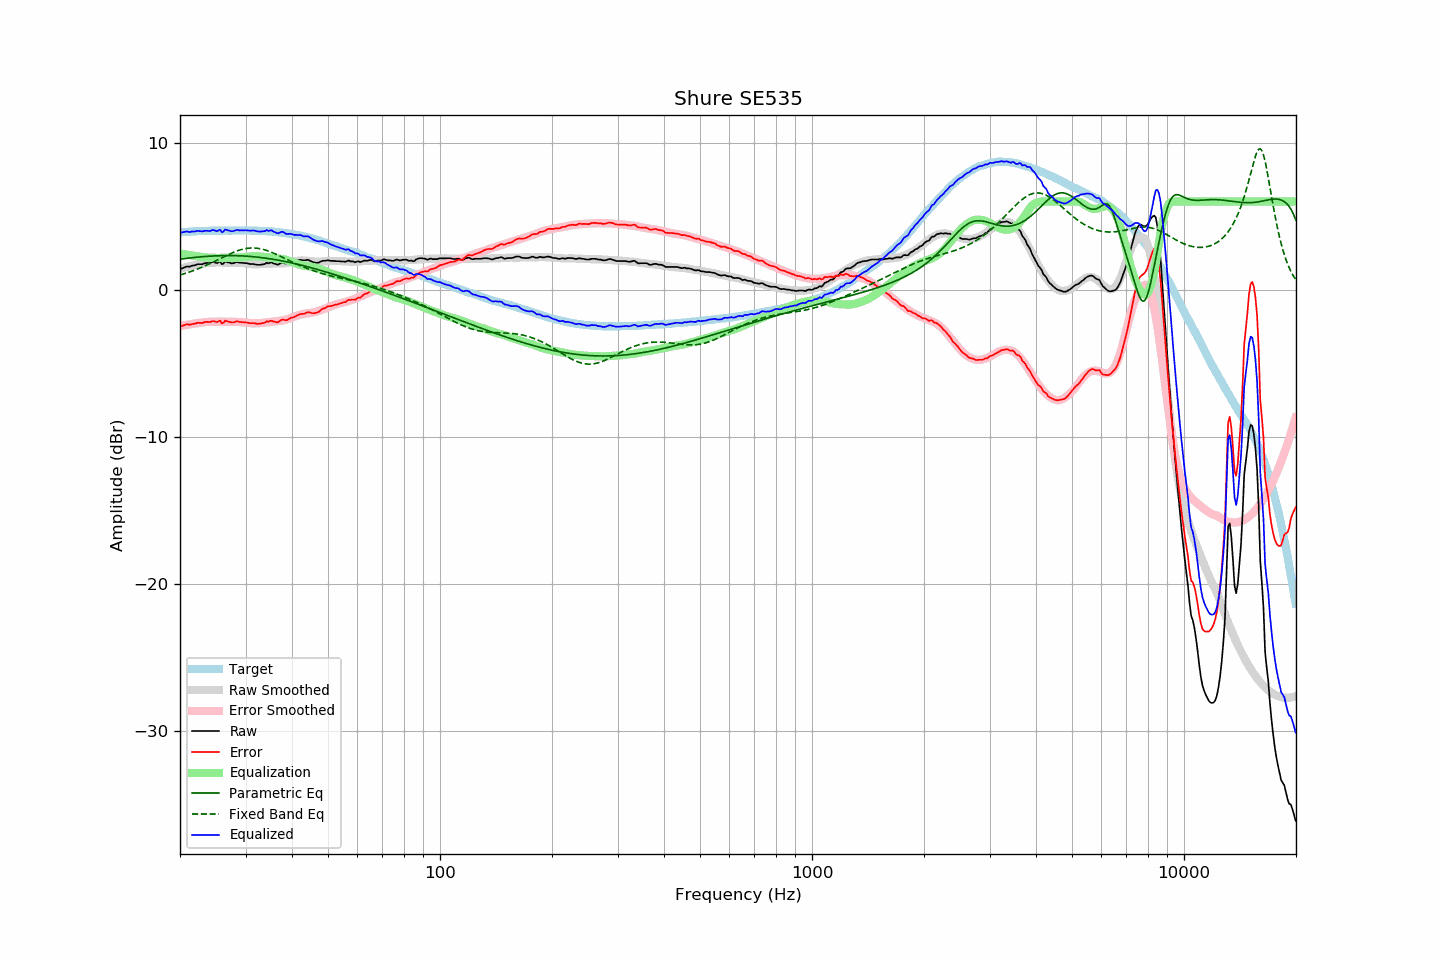 Shure SE535
10
0
−10
−20
−30
Amplitude (dBr)
Target
Raw Smoothed
Error Smoothed
Raw
Error
Equalization
Parametric Eq
Fixed Band Eq
Equalized
100
1000
10000
Frequency (Hz)